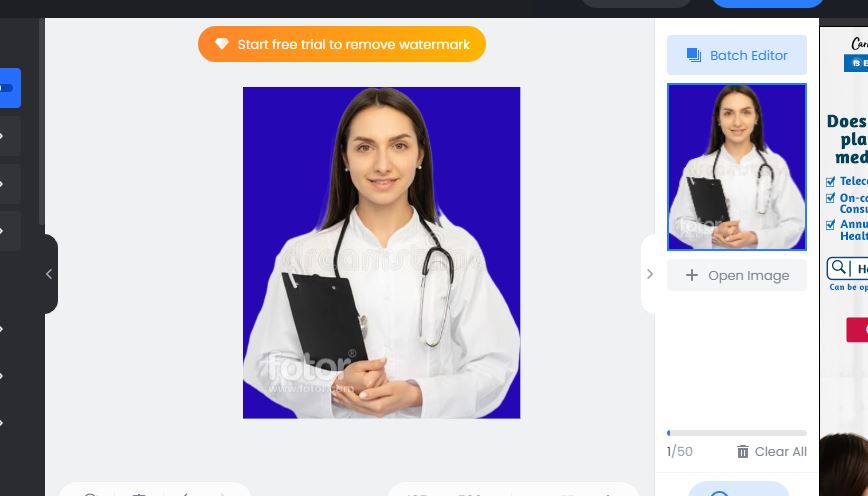 Start free trial to remove watermark
Batch Editor
dreamstime
fotor®
www.fotor.com
fotor
Open Image
1/50
Clear All
Does
pla
med
Telec
On-c
Consu
Annu
Healt
Can be op